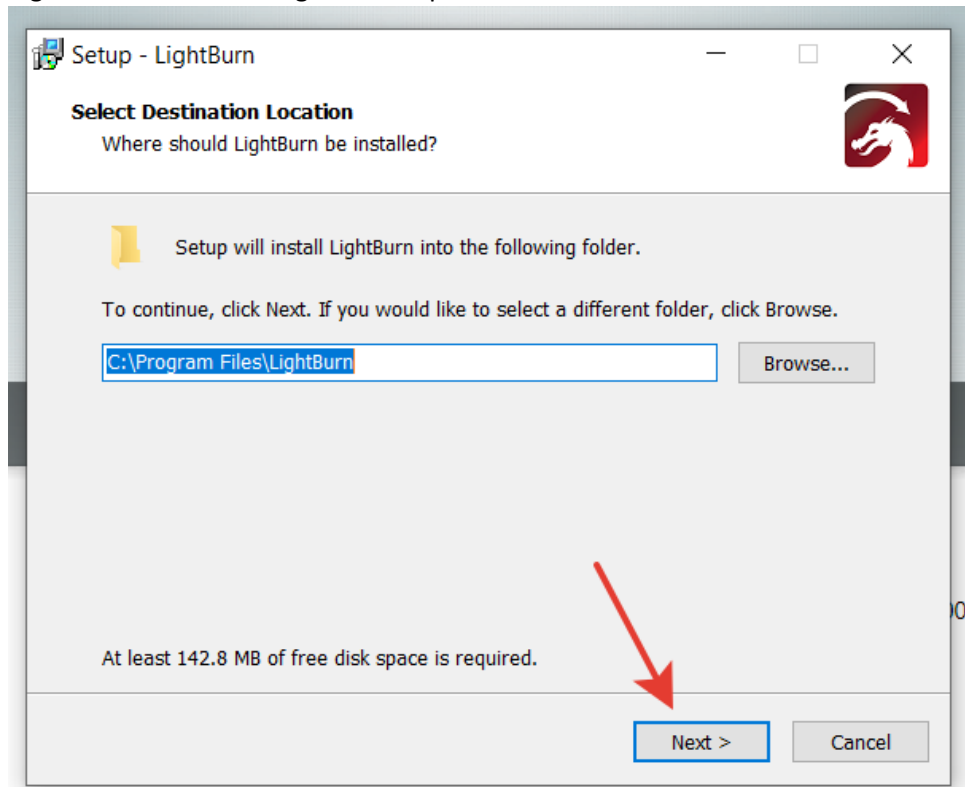 Setup - LightBurn
Select Destination Location
Where should LightBurn be installed?
Setup will install LightBurn into the following folder.
To continue, click Next. If you would like to select a different folder, click Browse.
C:\Program Files\LightBurn
Browse...
At least 142.8 MB of free disk space is required.
Next >
Cancel